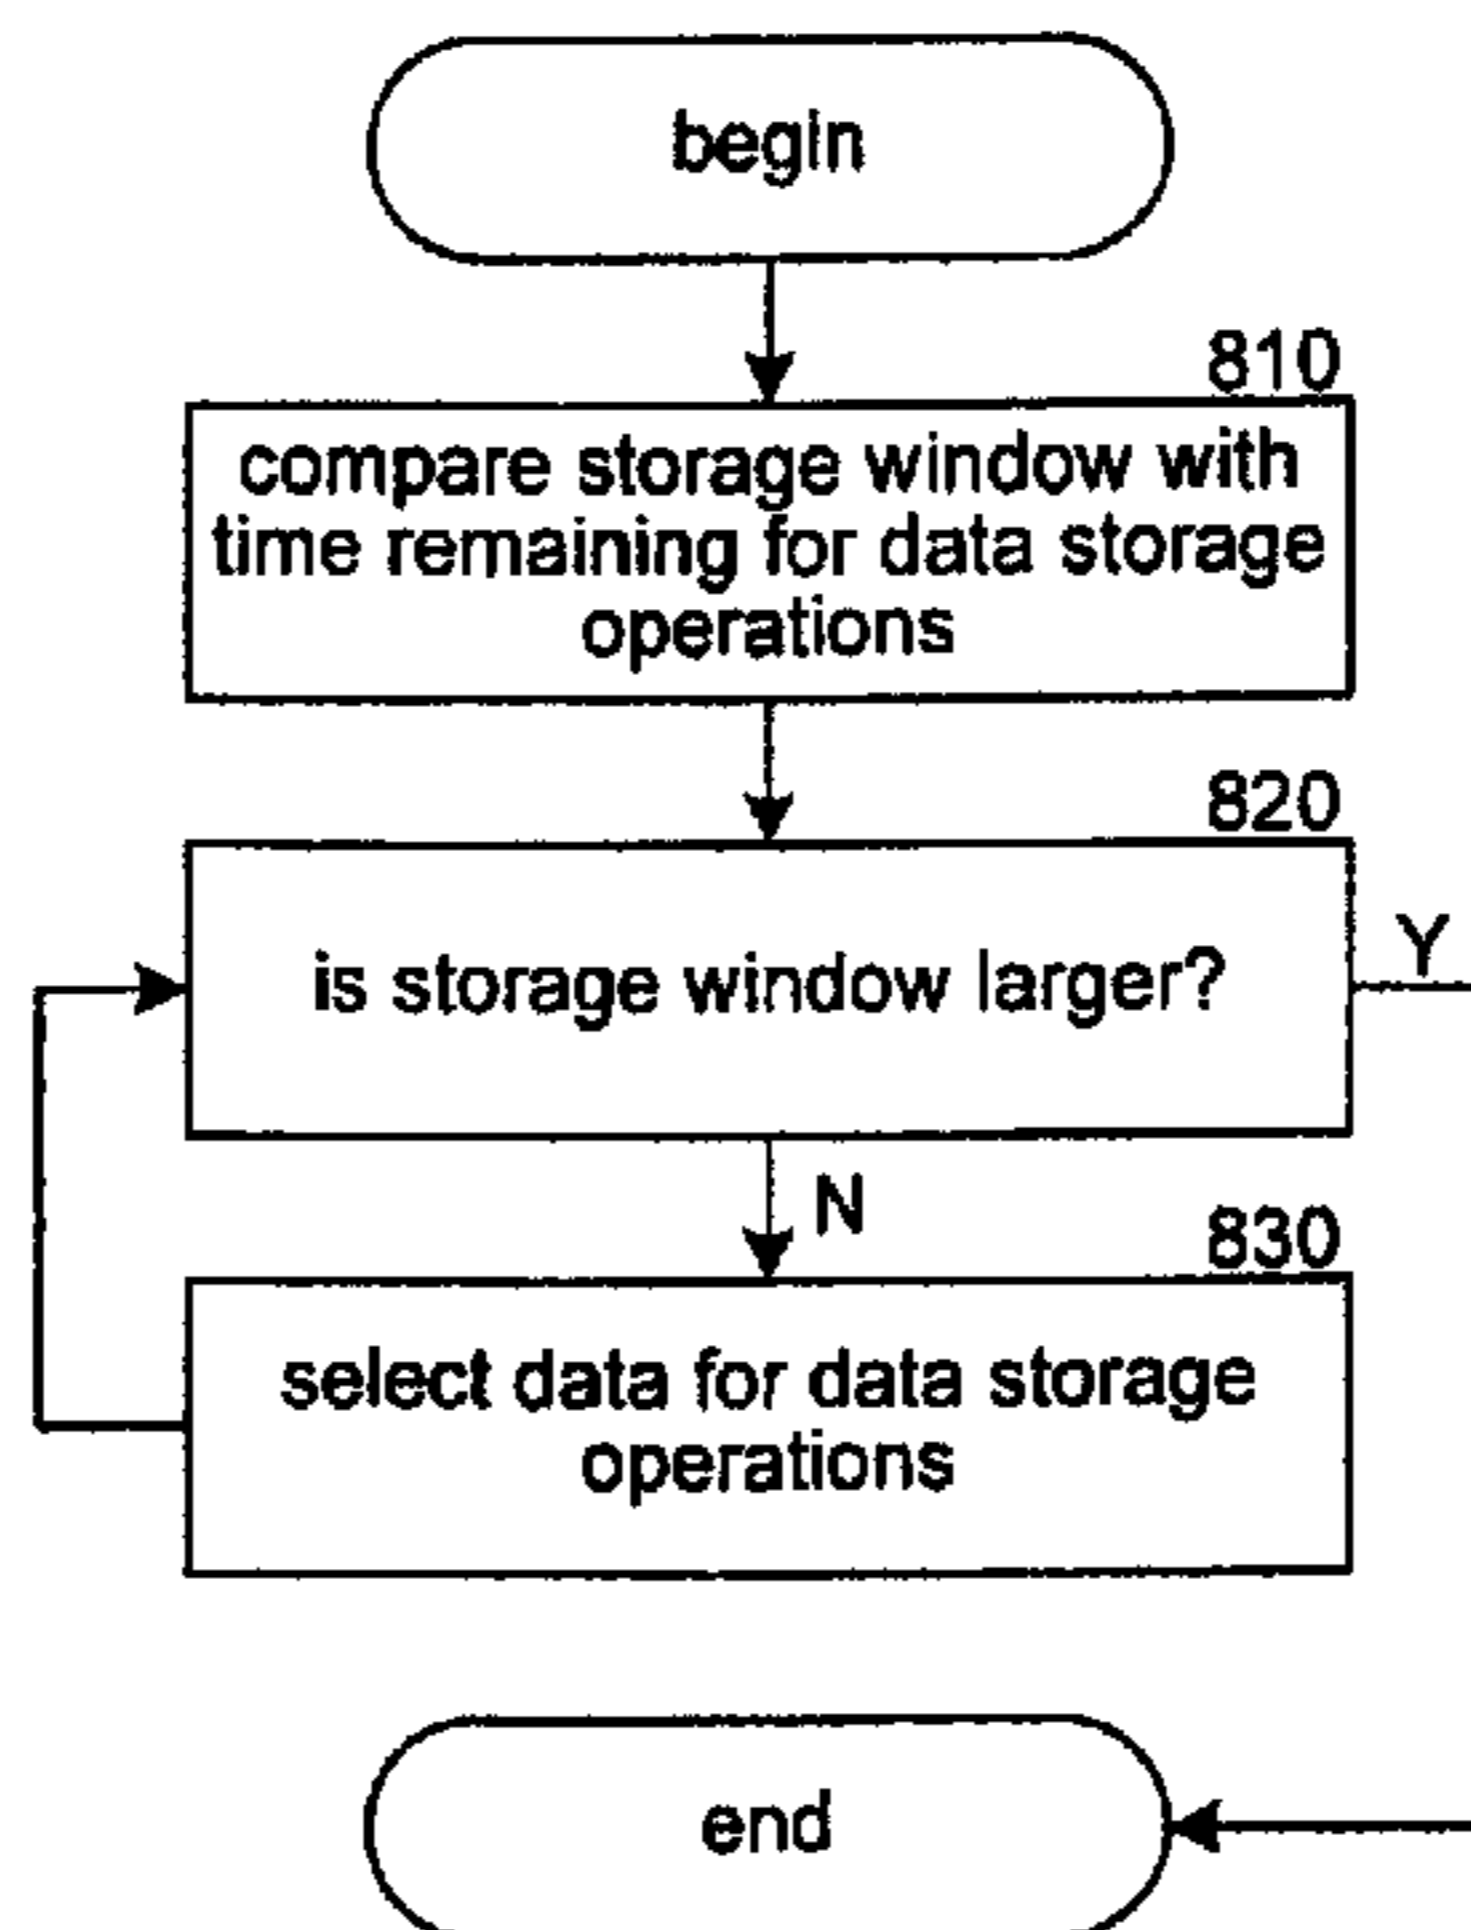 begin
810
compare storage window with
time remaining for data storage
operations
820
is storage window larger?
Y
N
830
select data for data storage
operations
end